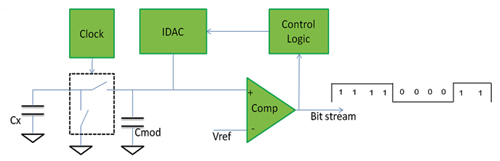 Clock
IDAC
Control
Logic
1 1 1 1 0 0 0 0 1 1
+
Comp
-
Bit stream
Cx
Cmod
Vref